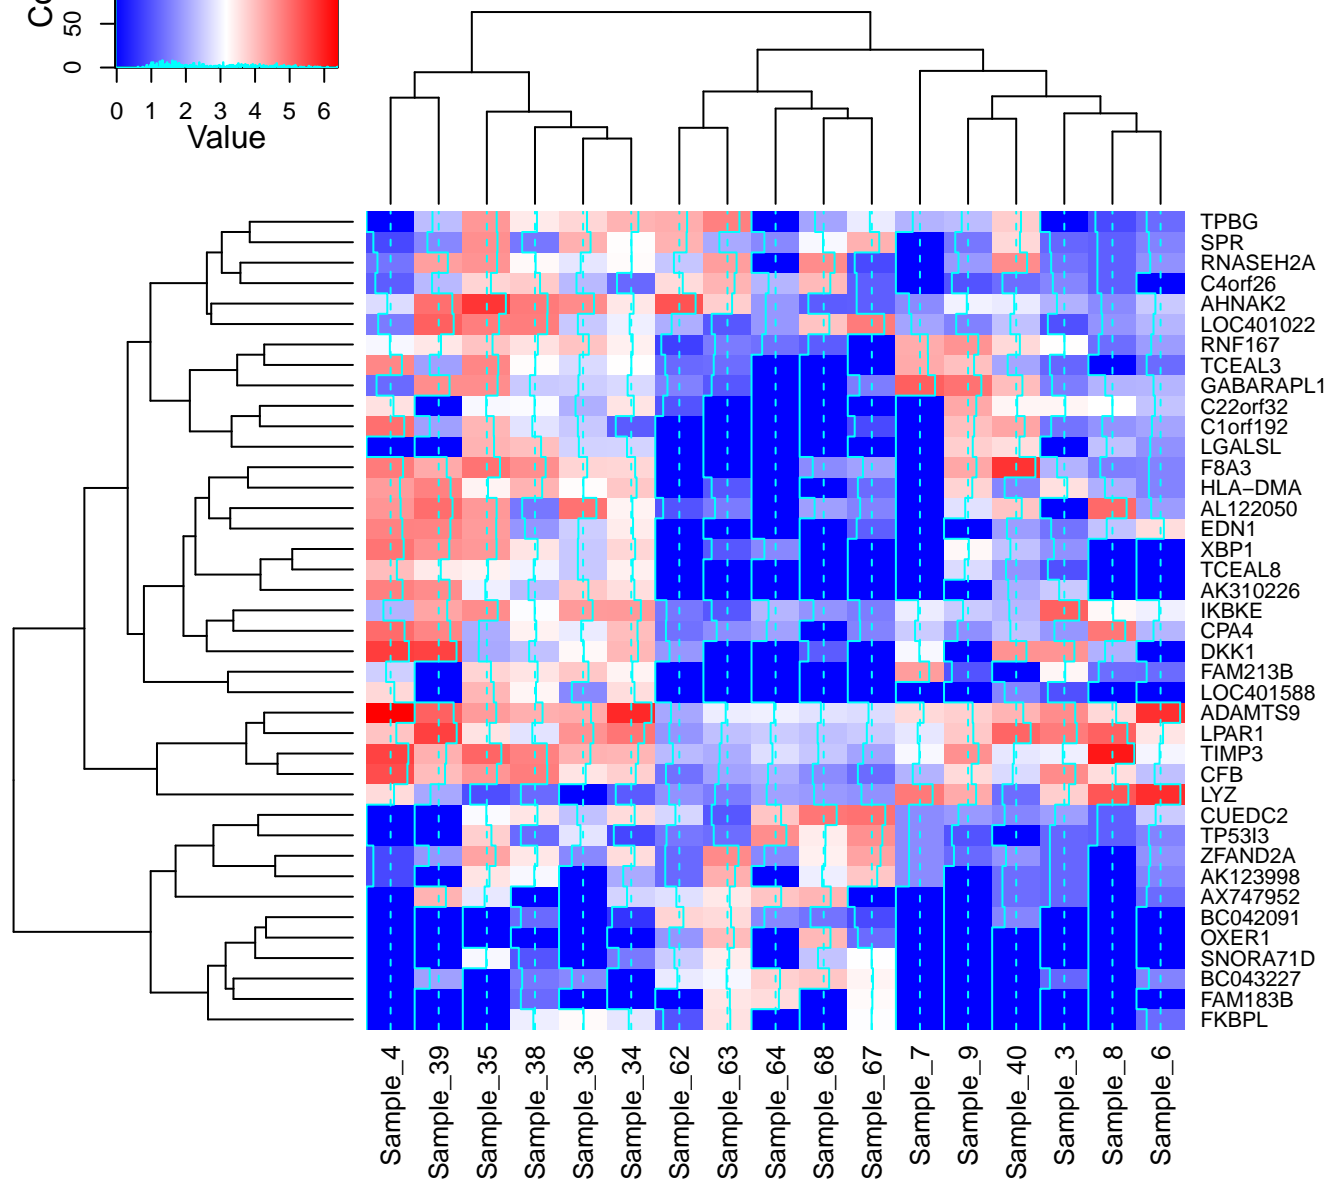 Co
50
0
0 1 2 3 4 5 6
Value
TPBG
SPR
RNASEH2A
C4orf26
AHNAK2
LOC401022
RNF167
TCEAL3
GABARAPL1
C22orf32
C1orf192
LGALSL
F8A3
HLA−DMA
AL122050
EDN1
XBP1
TCEAL8
AK310226
IKBKE
CPA4
DKK1
FAM213B
LOC401588
ADAMTS9
LPAR1
TIMP3
CFB
LYZ
CUEDC2
TP53I3
ZFAND2A
AK123998
AX747952
BC042091
OXER1
SNORA71D
BC043227
FAM183B
FKBPL
Sample_4
Sample_39
Sample_35
Sample_38
Sample_36
Sample_34
Sample_62
Sample_63
Sample_64
Sample_68
Sample_67
Sample_7
Sample_9
Sample_40
Sample_3
Sample_8
Sample_6